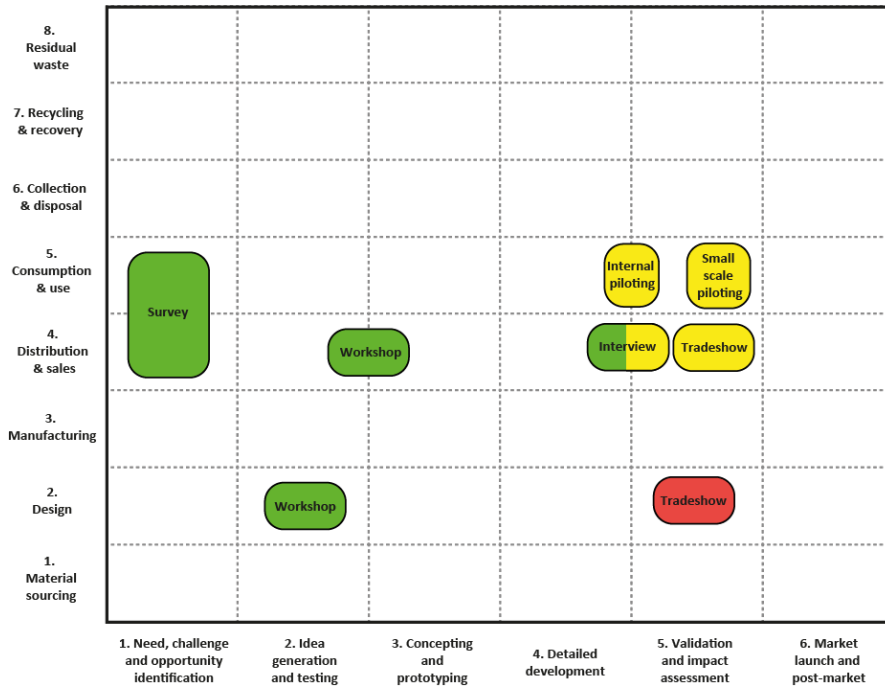 8.
Residual
waste
7. Recycling
& recovery
6. Collection
& disposal
5.
Consumption
& use
4.
Distribution
& sales
3.
Manufacturing
2.
Design
1.
Material
sourcing
Survey
Workshop
Workshop
Internal
piloting
Small
scale
piloting
Interview
Tradeshow
Tradeshow
1. Need, challenge
and opportunity
identification
2. Idea
generation
and testing
3. Concepting
and
prototyping
4. Detailed
development
5. Validation
and impact
assessment
6. Market
launch and
post-market